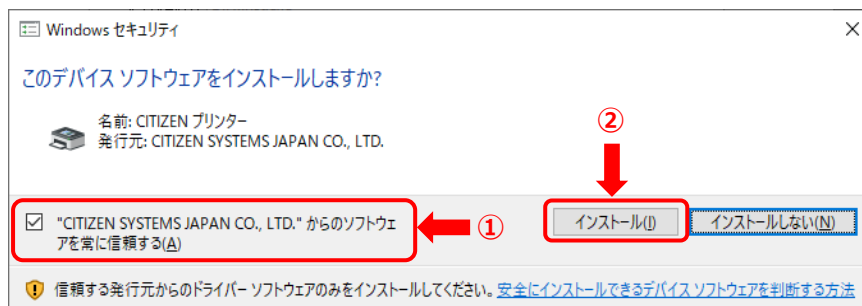 Windows セキュリティ
このデバイス ソフトウェアをインストールしますか?
名前: CITIZEN プリンター
発行元: CITIZEN SYSTEMS JAPAN CO., LTD.
②
"CITIZEN SYSTEMS JAPAN CO., LTD." からのソフトウェ
アを常に信頼する(A)
①
インストール(I)
インストールしない(N)
信頼する発行元からのドライバー ソフトウェアのみをインストールしてください。安全にインストールできるデバイス ソフトウェアを判断する方法